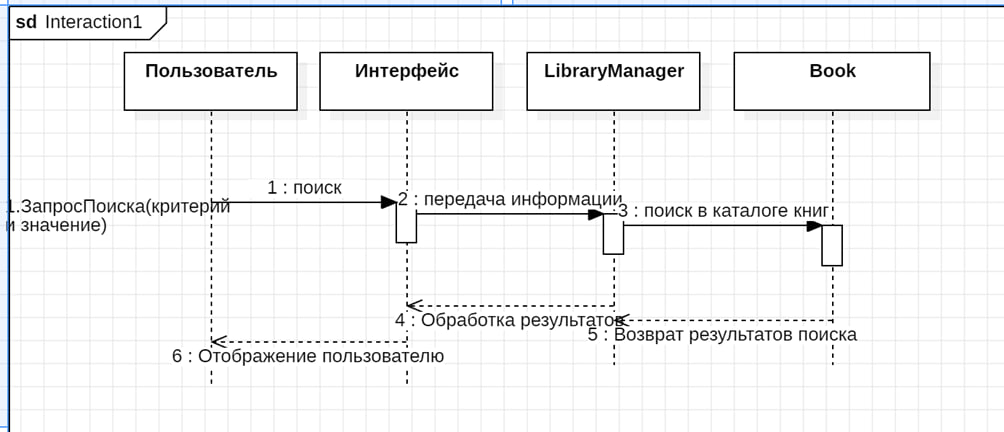 sd Interaction1
Пользователь
Интерфейс
LibraryManager
Book
1 : поиск
1.ЗапросПоиска(критерий
и значение)
2 : передача информации
3 : поиск в каталоге книг
4 : Обработка результатов
5 : Возврат результатов поиска
6 : Отображение пользователю